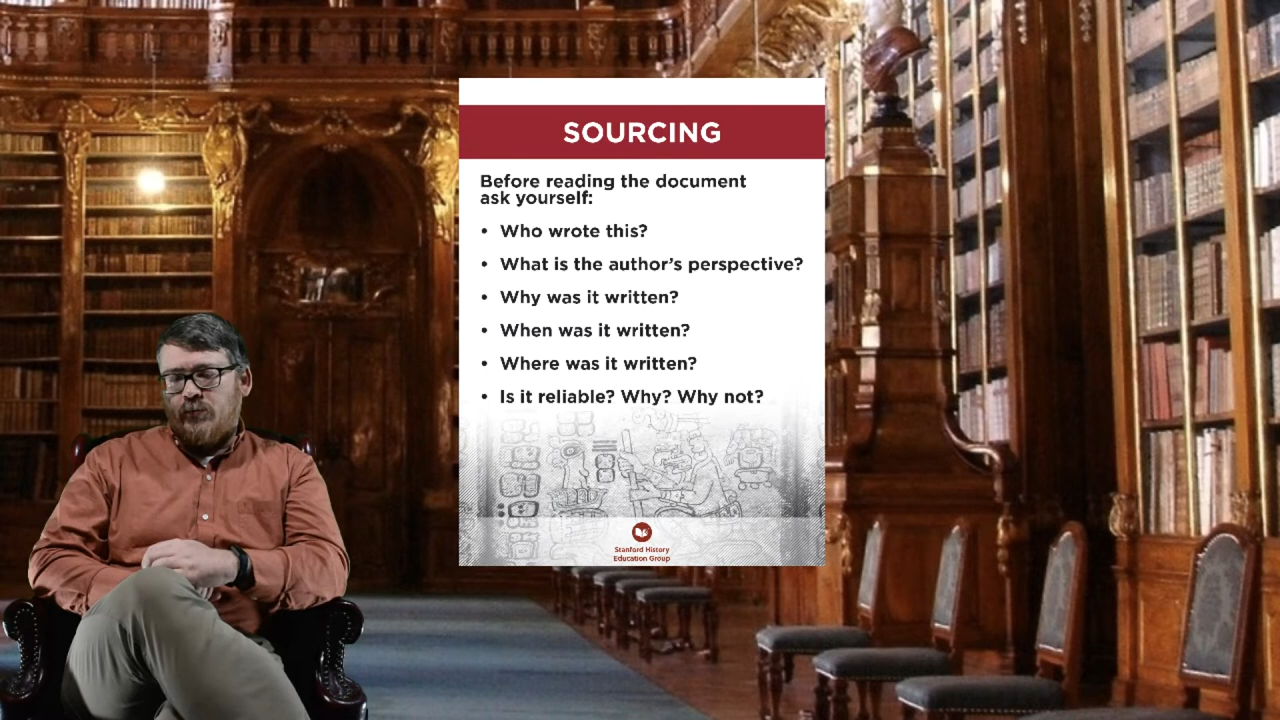 SOURCING
Before reading the document
ask yourself:
• Who wrote this?
• What is the author's perspective?
• Why was it written?
• When was it written?
• Where was it written?
• Is it reliable? Why? Why not?
Stanford History
Education Group